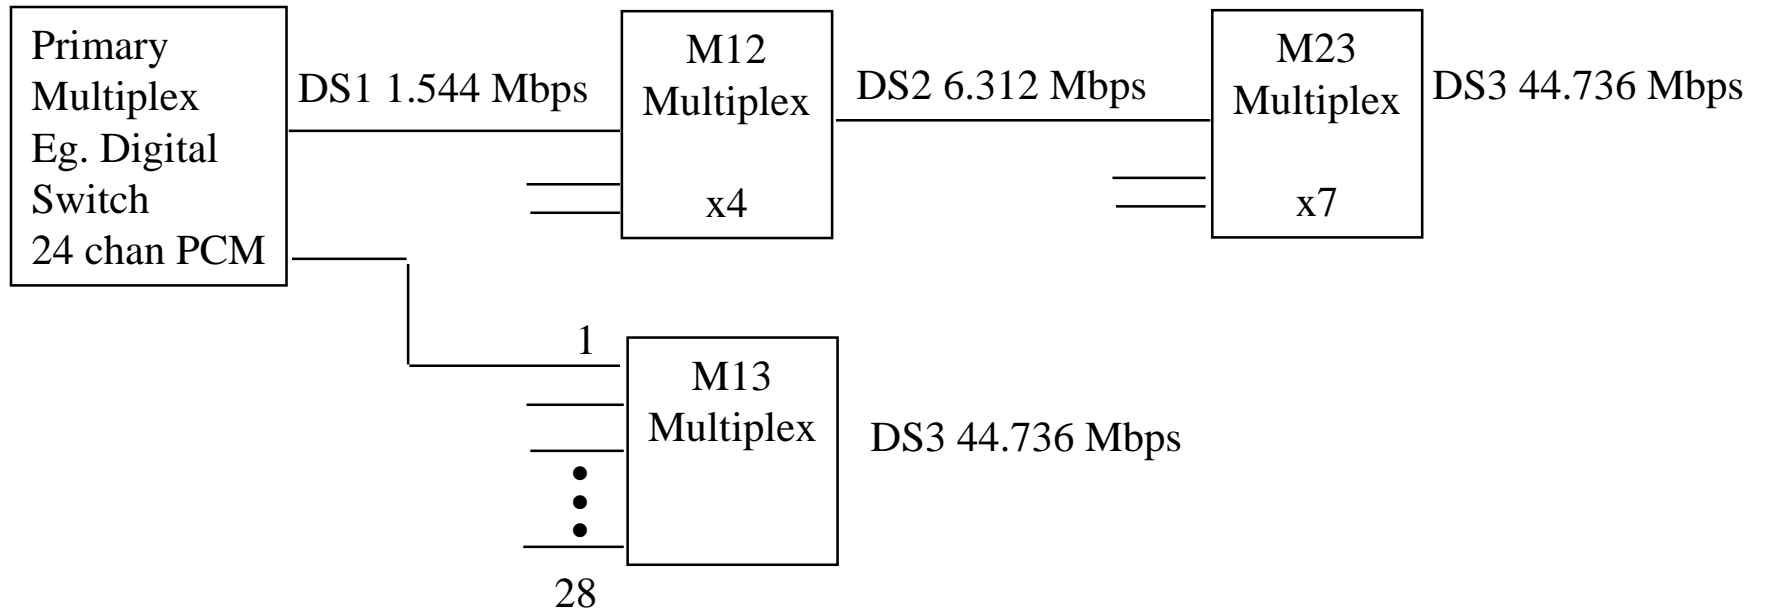 Primary
Multiplex
Eg. Digital
Switch
24 chan PCM
DS1 1.544 Mbps
M12
Multiplex
x4
DS2 6.312 Mbps
M23
Multiplex
x7
DS3 44.736 Mbps
1
M13
Multiplex
28
DS3 44.736 Mbps